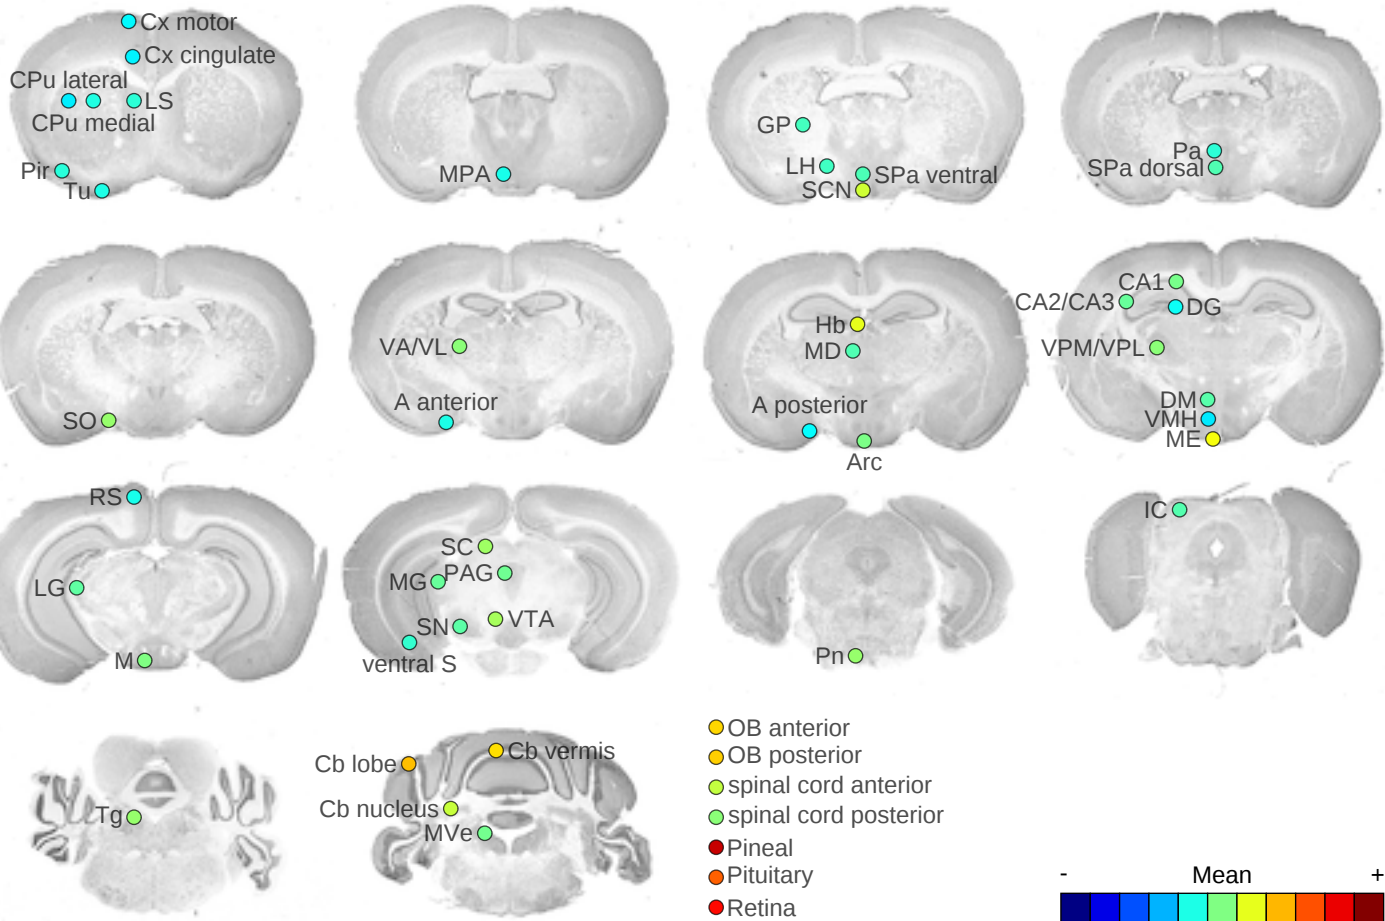 Cx motor
Cx cingulate
CPu lateral
LS
CPu medial
Pir
Tu
MPA
GP
LH
SPa ventral
SCN
Pa
SPa dorsal
SO
VA/VL
A anterior
Hb
MD
A posterior
Arc
CA1
CA2/CA3
DG
VPM/VPL
DM
VMH
ME
RS
LG
M
SC
MG
PAG
SN
VTA
ventral S
Pn
IC
Tg
Cb lobe
Cb vermis
Cb nucleus
MVe
OB anterior
OB posterior
spinal cord anterior
spinal cord posterior
Pineal
Pituitary
Retina
- Mean +